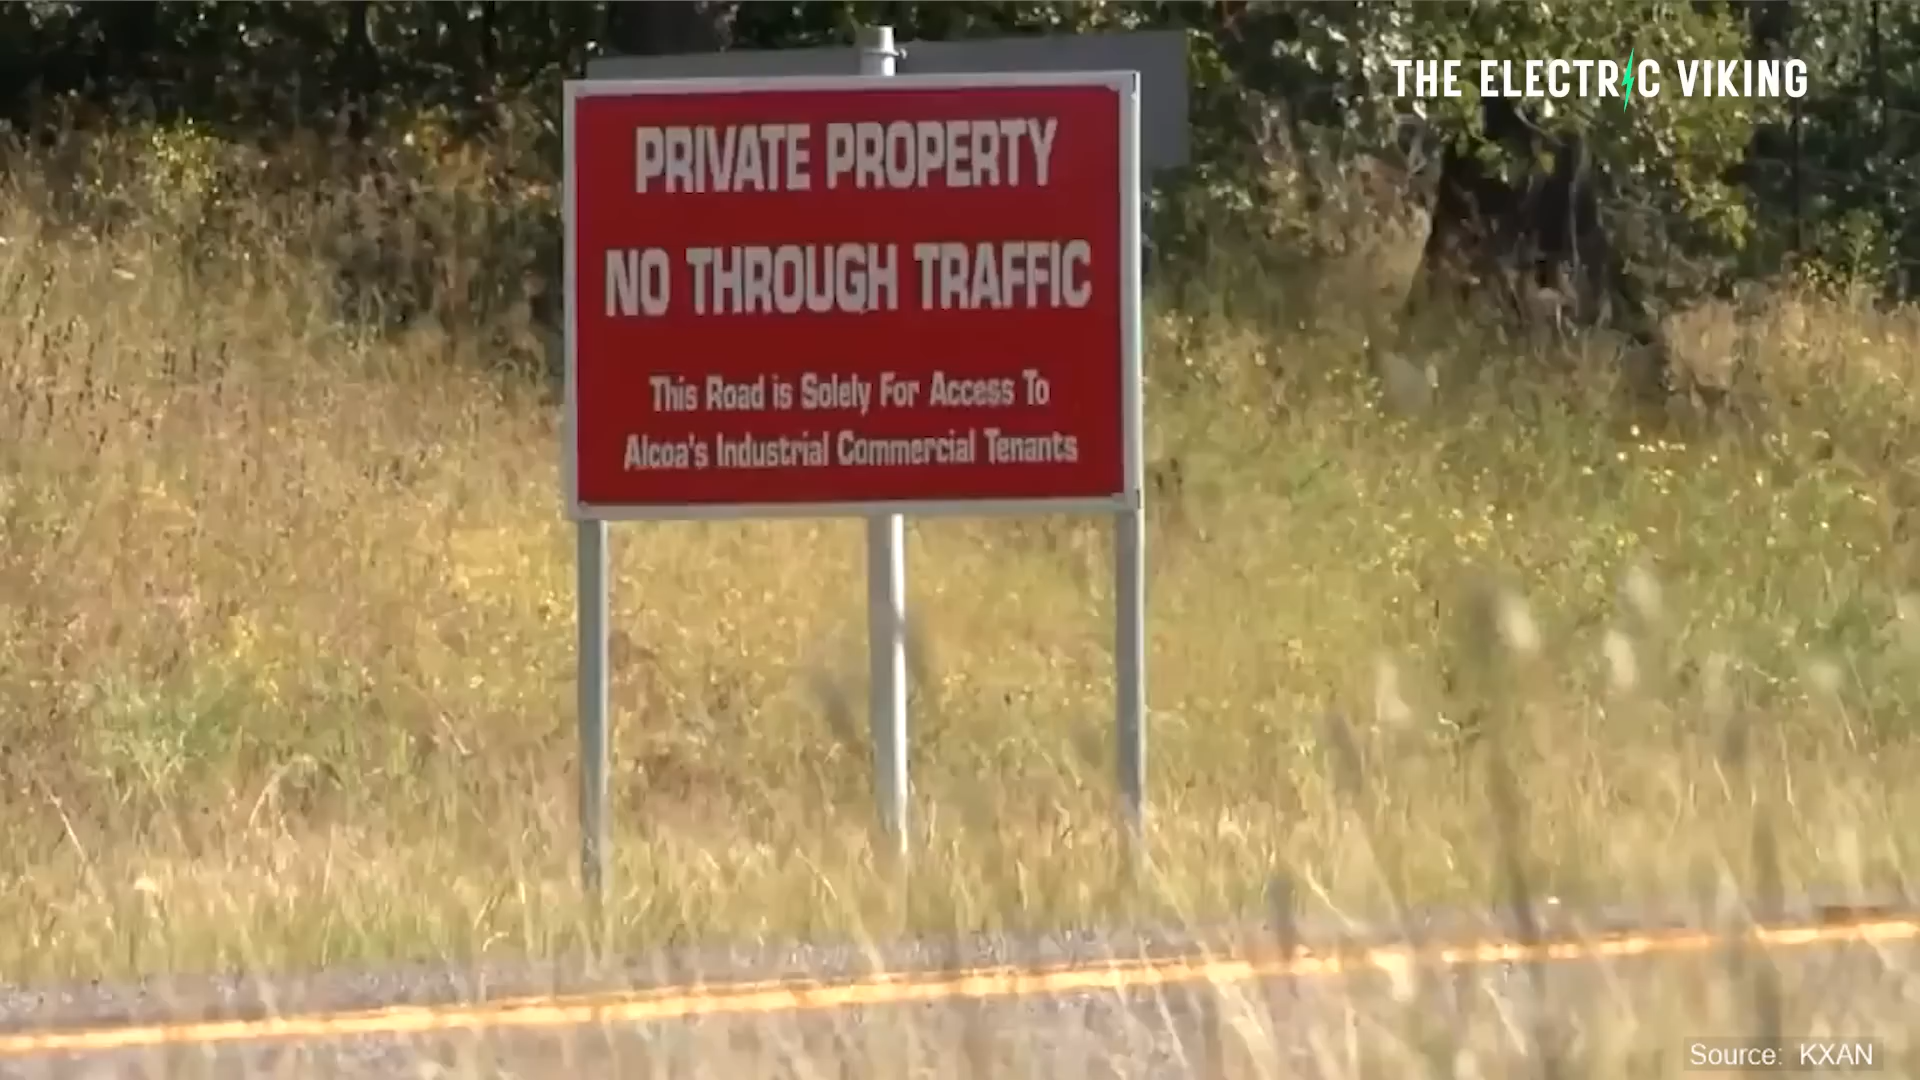 THE ELECTRIC VIKING
PRIVATE PROPERTY
NO THROUGH TRAFFIC
This Road is Solely For Access To
Alcoa's Industrial Commercial Tenants
Source: KXAN